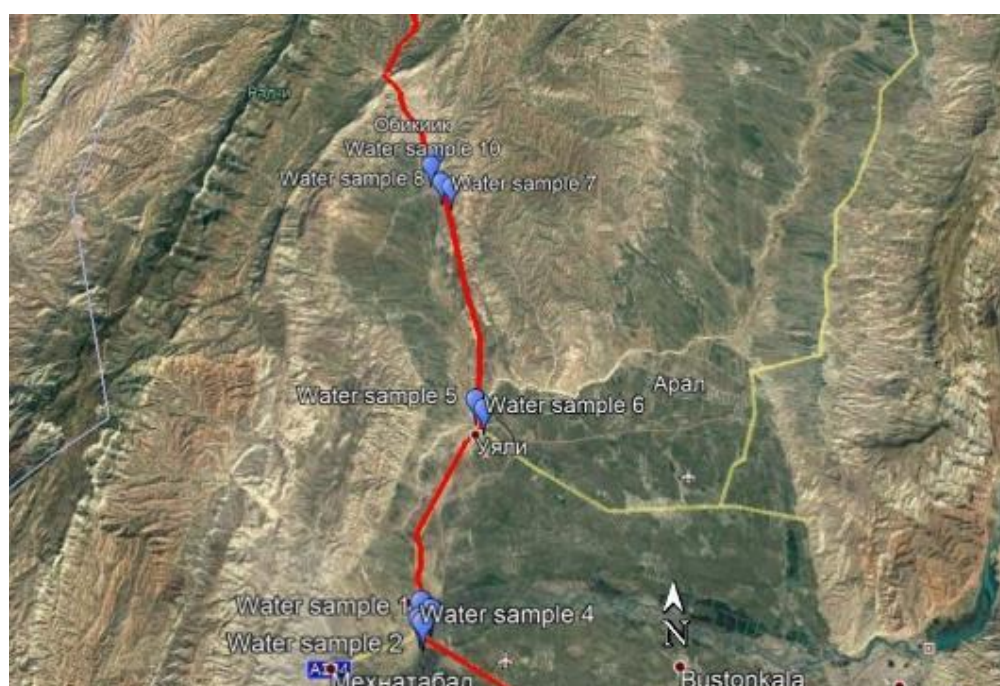 Обикиик
Water sample 10
Water sample 8
Water sample 7
Water sample 5
Арал
Water sample 6
Уяли
Water sample 1
Water sample 4
Water sample 2
N
Мехнатабад
Bustonkala